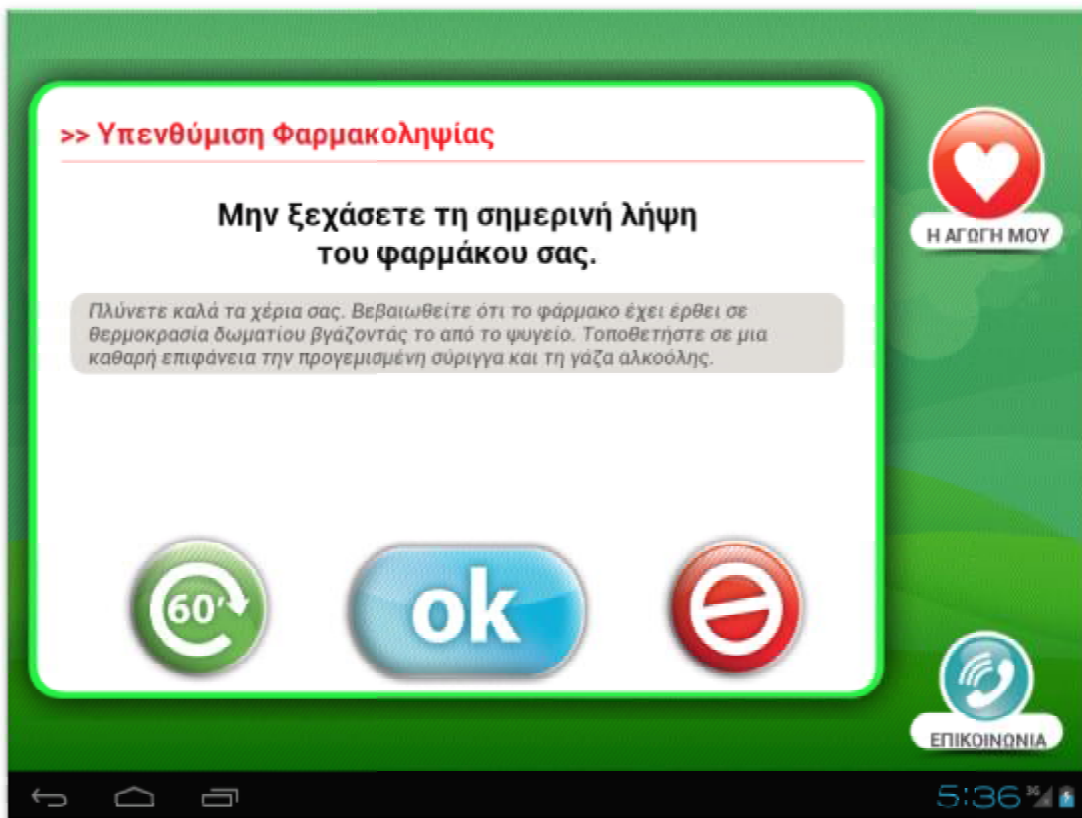 >> Υπενθύμιση Φαρμακοληψίας
Μην ξεχάσετε τη σημερινή λήψη
του φαρμάκου σας.
Πλύνετε καλά τα χέρια σας. Βεβαιωθείτε ότι το φάρμακο έχει έρθει σε
θερμοκρασία δωματίου βγάζοντάς το από το ψυγείο. Τοποθετήστε σε μια
καθαρή επιφάνεια την προγεμισμένη σύριγγα και τη γάζα αλκοόλης.
60'
ok
Η ΑΓΩΓΗ ΜΟΥ
ΕΠΙΚΟΙΝΩΝΙΑ
5:36 3G